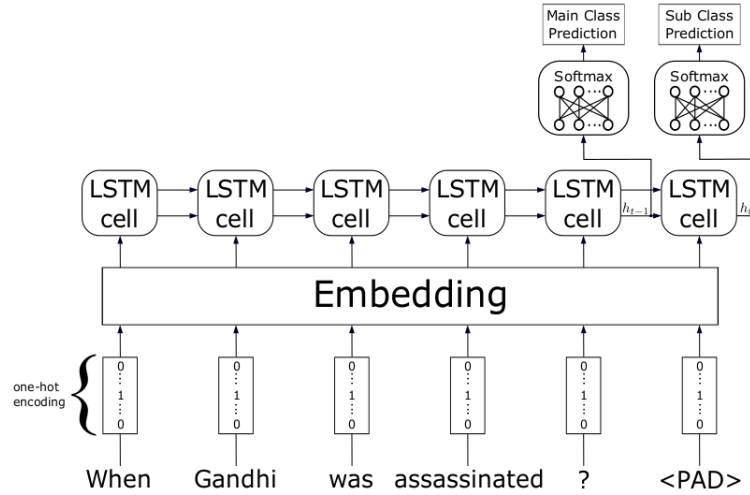 Main Class
Prediction
Sub Class
Prediction
Softmax
Softmax
LSTM
cell
LSTM
cell
LSTM
cell
LSTM
cell
LSTM
cell
LSTM
cell
h_{t-1}
h_t
Embedding
one-hot
encoding
0
1
0
0
1
0
0
1
0
0
1
0
0
1
0
0
1
0
When Gandhi was assassinated ? <PAD>